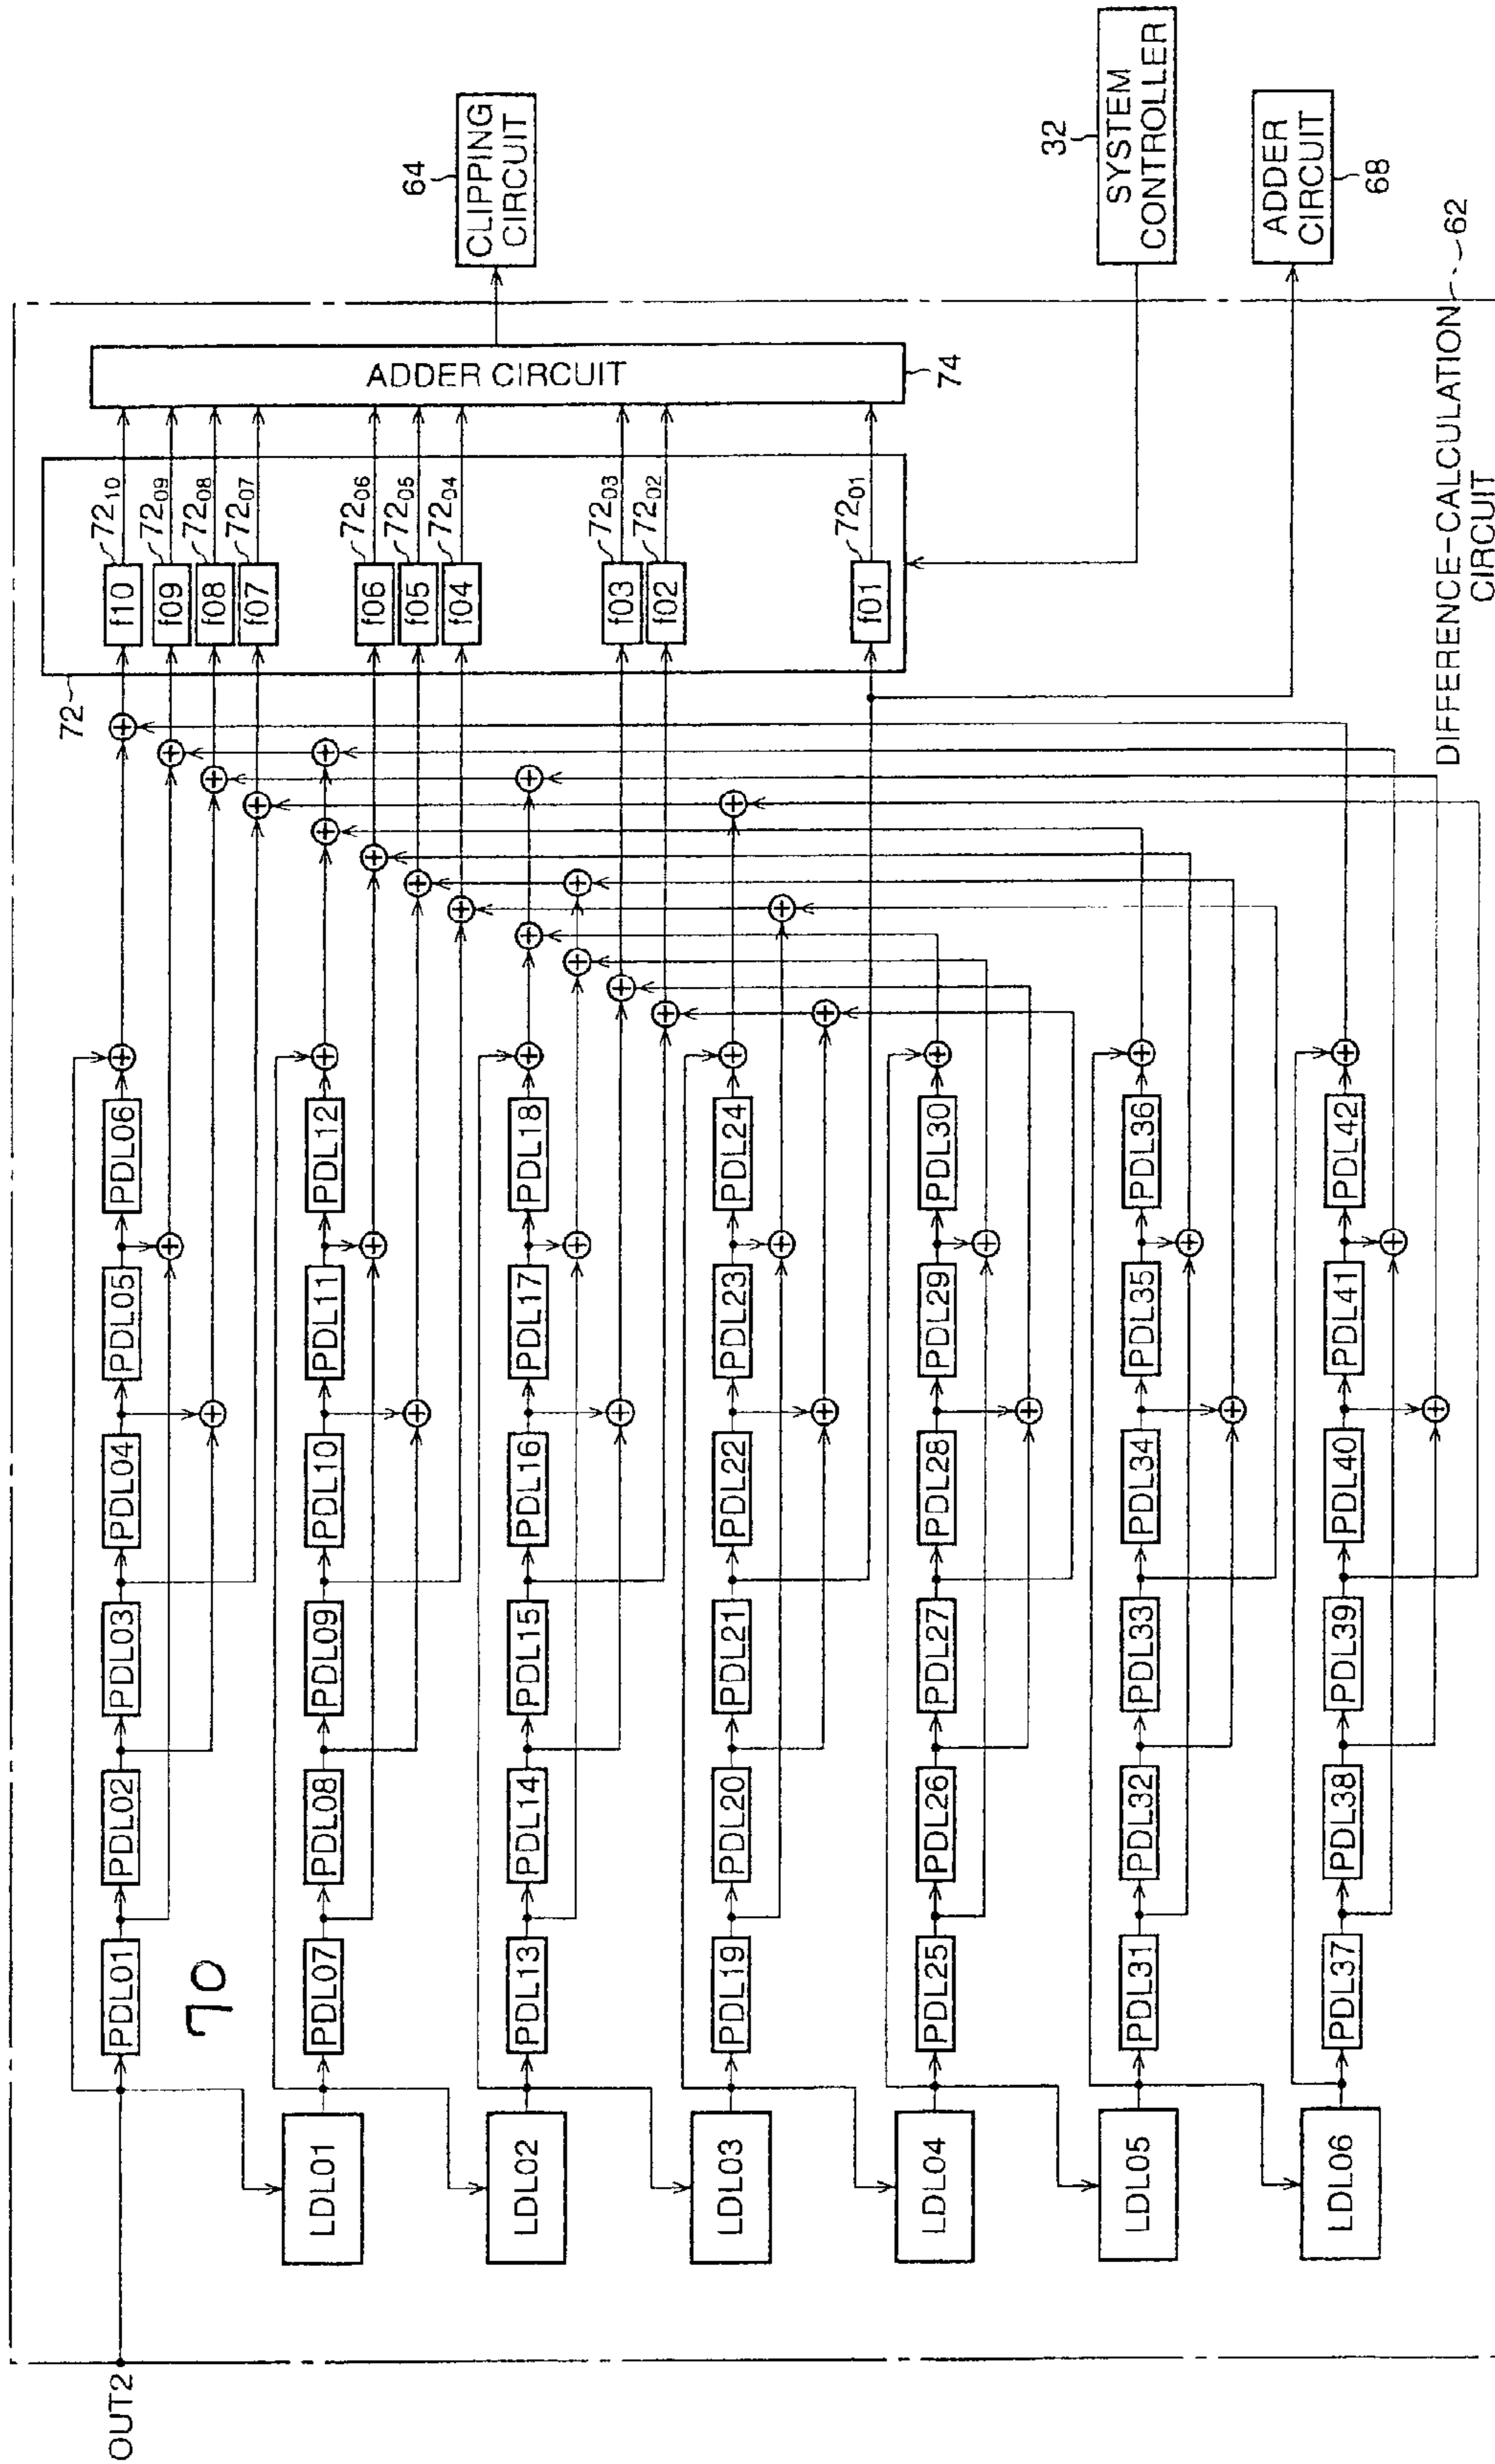 OUT2
PDL01 PDL02 PDL03 PDL04 PDL05 PDL06
70
LDL01
PDL07 PDL08 PDL09 PDL10 PDL11 PDL12
LDL02
PDL13 PDL14 PDL15 PDL16 PDL17 PDL18
LDL03
PDL19 PDL20 PDL21 PDL22 PDL23 PDL24
LDL04
PDL25 PDL26 PDL27 PDL28 PDL29 PDL30
LDL05
PDL31 PDL32 PDL33 PDL34 PDL35 PDL36
LDL06
PDL37 PDL38 PDL39 PDL40 PDL41 PDL42
72
f10 72₁₀
f09 72₀₉
f08 72₀₈
f07 72₀₇
f06 72₀₆
f05 72₀₅
f04 72₀₄
f03 72₀₃
f02 72₀₂
f01 72₀₁
ADDER CIRCUIT
74
64
CLIPPING
CIRCUIT
32
SYSTEM
CONTROLLER
ADDER
CIRCUIT
68
DIFFERENCE-CALCULATION 62
CIRCUIT